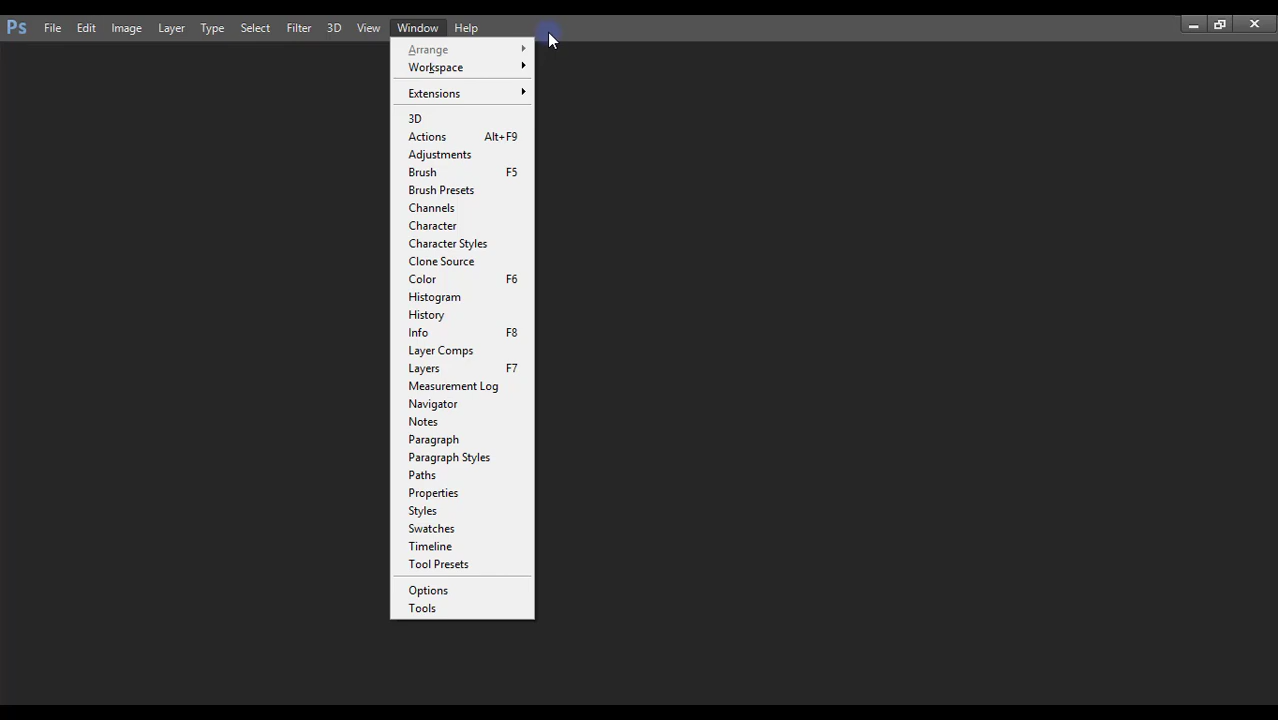 Ps File Edit Image Layer Type Select Filter 3D View Window Help
Arrange
Workspace
Extensions
3D
Actions Alt+F9
Adjustments
Brush F5
Brush Presets
Channels
Character
Character Styles
Clone Source
Color F6
Histogram
History
Info F8
Layer Comps
Layers F7
Measurement Log
Navigator
Notes
Paragraph
Paragraph Styles
Paths
Properties
Styles
Swatches
Timeline
Tool Presets
Options
Tools